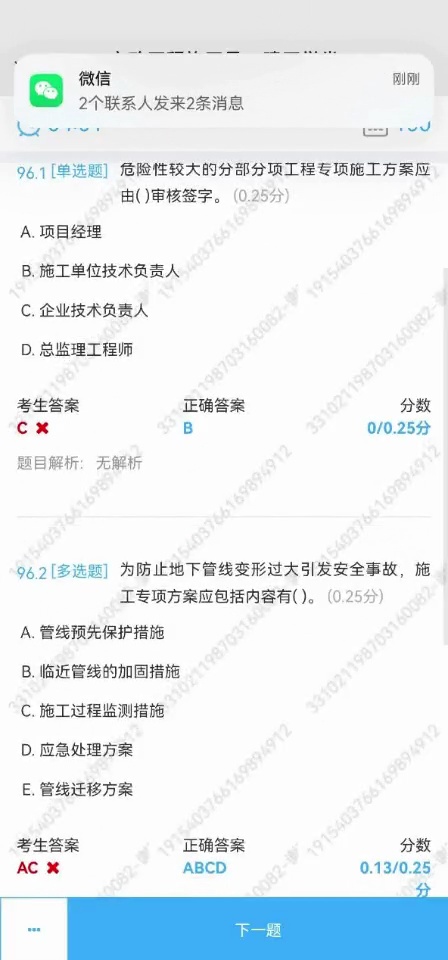 微信
刚刚
2个联系人发来2条消息
96.1 [单选题] 危险性较大的分部分项工程专项施工方案应
由( )审核签字。 (0.25分)
A. 项目经理
B. 施工单位技术负责人
C. 企业技术负责人
D. 总监理工程师
考生答案 正确答案 分数
C ✖ B 0/0.25分
题目解析: 无解析
96.2 [多选题] 为防止地下管线变形过大引发安全事故，施
工专项方案应包括内容有( )。 (0.25分)
A. 管线预先保护措施
B. 临近管线的加固措施
C. 施工过程监测措施
D. 应急处理方案
E. 管线迁移方案
考生答案 正确答案 分数
AC ✖ ABCD 0.13/0.25
分
... 下一题